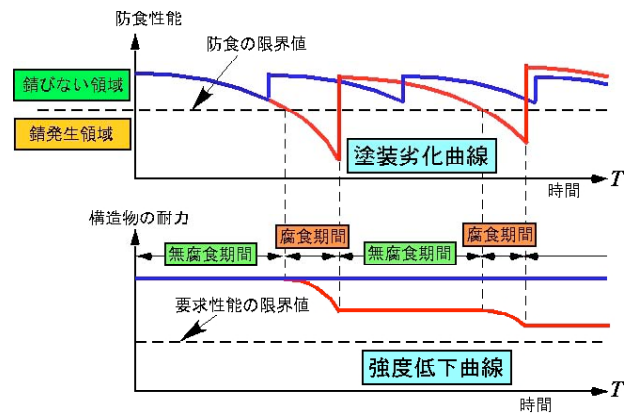 防食性能
防食の限界値
錆びない領域
錆発生領域
塗装劣化曲線
T
時間
構造物の耐力
腐食期間
腐食期間
無腐食期間
無腐食期間
要求性能の限界値
強度低下曲線
T
時間